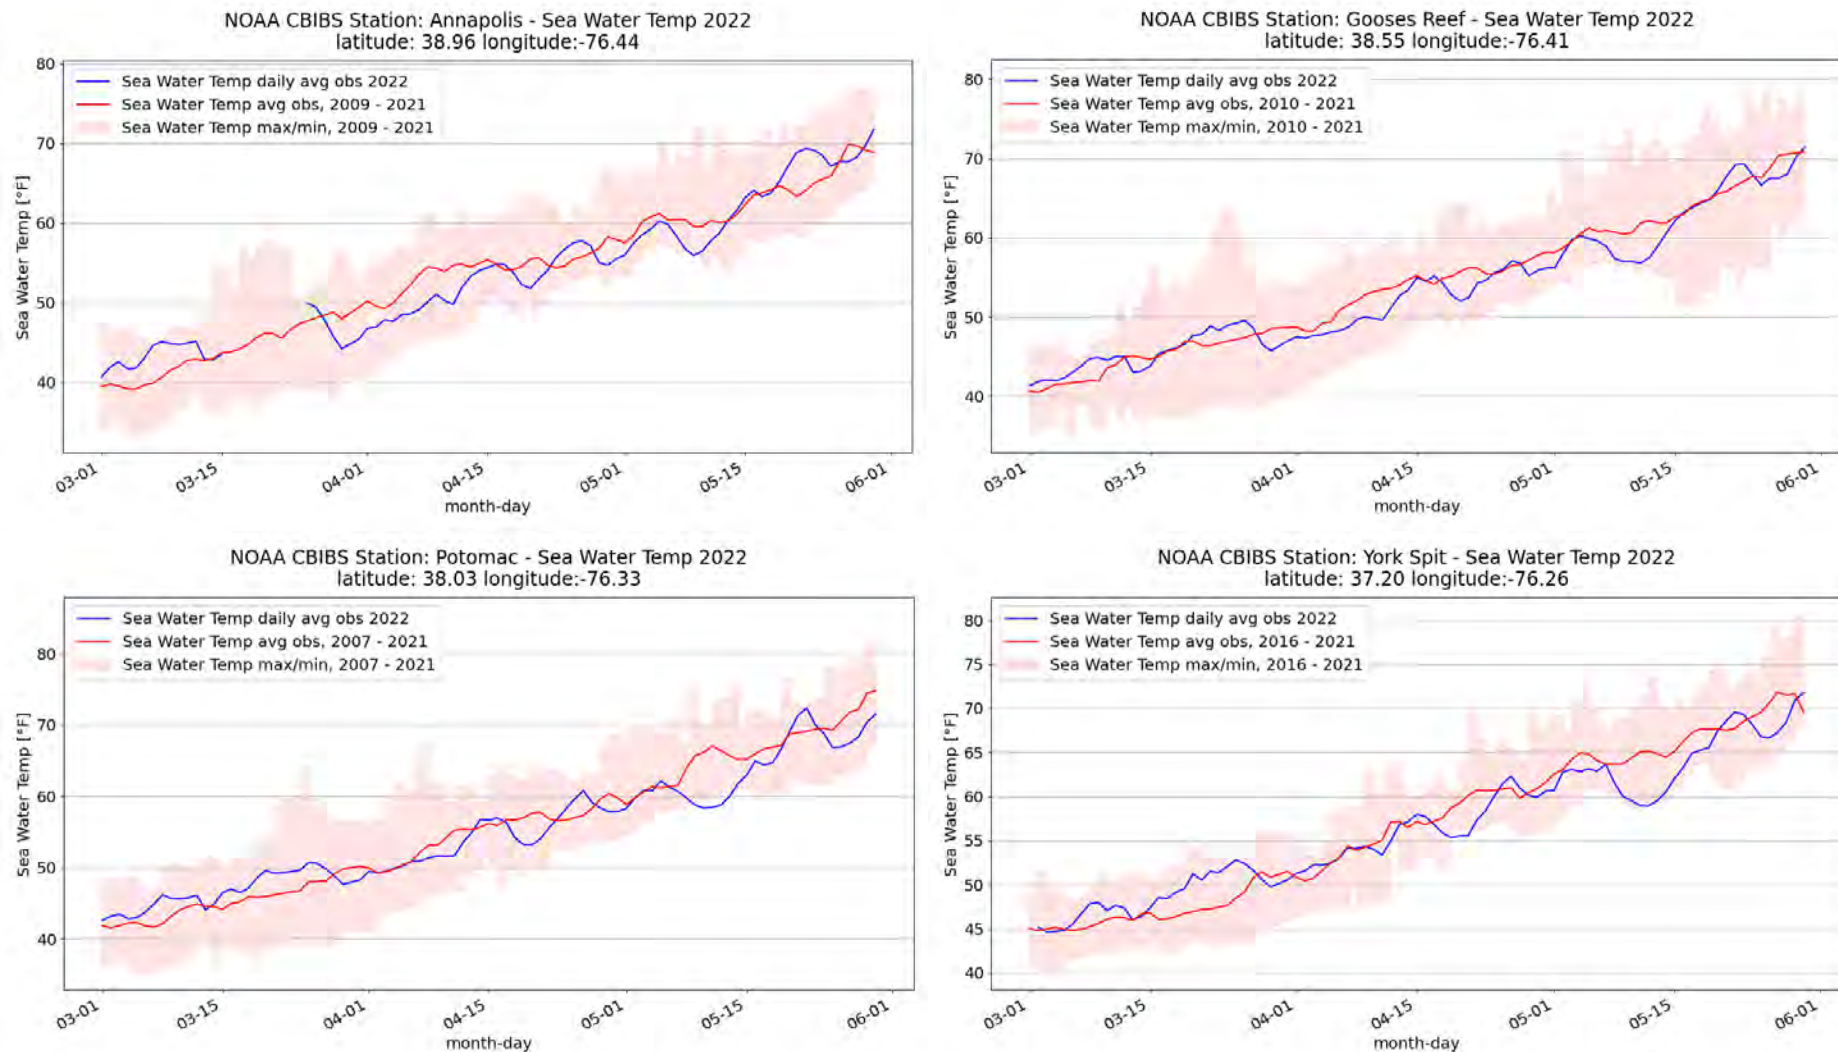 NOAA CBIBS Station: Annapolis - Sea Water Temp 2022
latitude: 38.96 longitude:-76.44
Sea Water Temp daily avg obs 2022
Sea Water Temp avg obs, 2009 - 2021
Sea Water Temp max/min, 2009 - 2021
Sea Water Temp [°F]
80
70
60
50
40
03-01
03-15
04-01
04-15
05-01
05-15
06-01
month-day
NOAA CBIBS Station: Gooses Reef - Sea Water Temp 2022
latitude: 38.55 longitude:-76.41
Sea Water Temp daily avg obs 2022
Sea Water Temp avg obs, 2010 - 2021
Sea Water Temp max/min, 2010 - 2021
Sea Water Temp [°F]
80
70
60
50
40
03-01
03-15
04-01
04-15
05-01
05-15
06-01
month-day
NOAA CBIBS Station: Potomac - Sea Water Temp 2022
latitude: 38.03 longitude:-76.33
Sea Water Temp daily avg obs 2022
Sea Water Temp avg obs, 2007 - 2021
Sea Water Temp max/min, 2007 - 2021
Sea Water Temp [°F]
80
70
60
50
40
03-01
03-15
04-01
04-15
05-01
05-15
06-01
month-day
NOAA CBIBS Station: York Spit - Sea Water Temp 2022
latitude: 37.20 longitude:-76.26
Sea Water Temp daily avg obs 2022
Sea Water Temp avg obs, 2016 - 2021
Sea Water Temp max/min, 2016 - 2021
Sea Water Temp [°F]
80
75
70
65
60
55
50
45
40
03-01
03-15
04-01
04-15
05-01
05-15
06-01
month-day